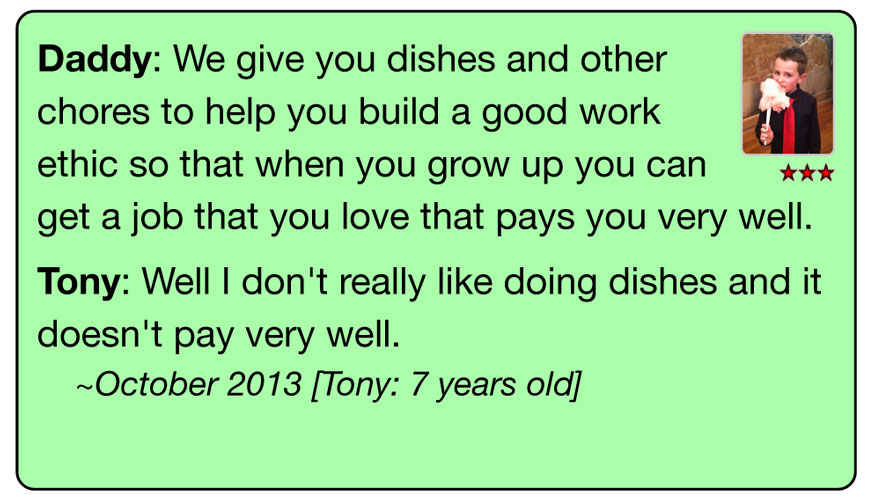 Daddy: We give you dishes and other
chores to help you build a good work
ethic so that when you grow up you can
get a job that you love that pays you very well.
Tony: Well I don't really like doing dishes and it
doesn't pay very well.
~October 2013 [Tony: 7 years old]